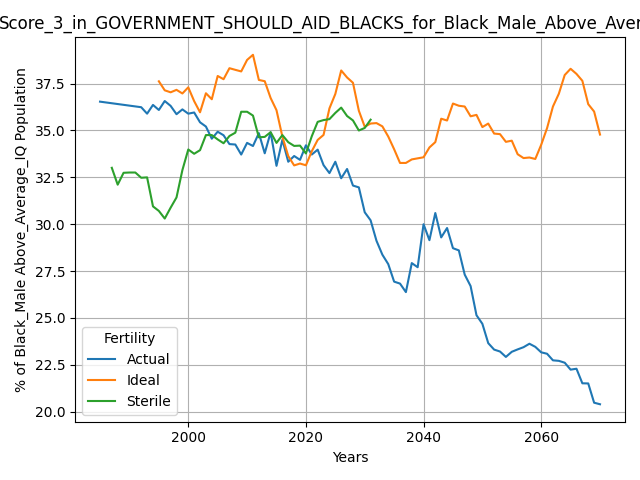 Score_3_in_GOVERNMENT_SHOULD_AID_BLACKS_for_Black_Male_Above_Aver
37.5
35.0
32.5
30.0
27.5
25.0
22.5
20.0
% of Black_Male Above_Average_IQ Population
Fertility
Actual
Ideal
Sterile
2000
2020
2040
2060
Years